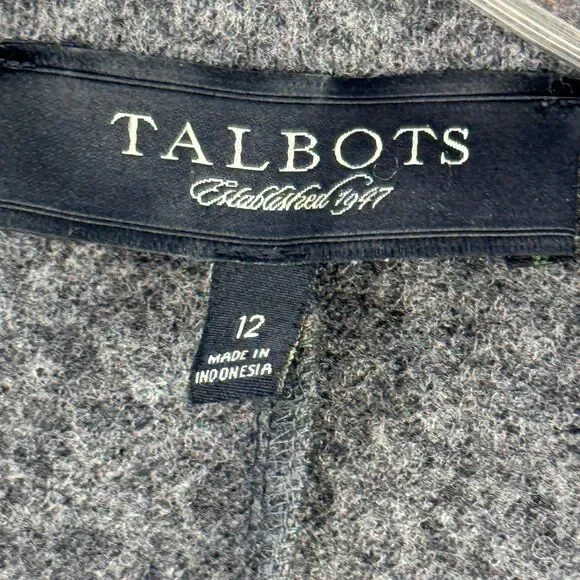 TALBOTS
Established 1947
12
MADE IN
INDONESIA